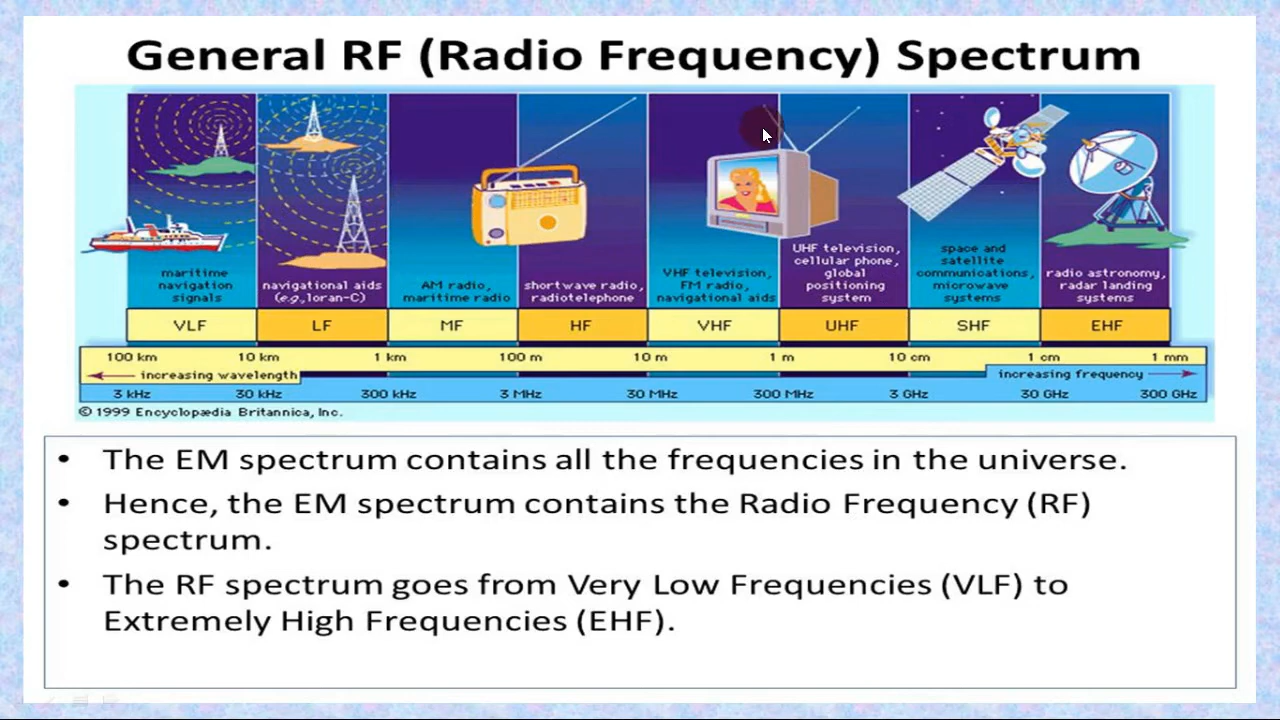 General RF (Radio Frequency) Spectrum
maritime
navigation
signals
navigational aids
(e.g., loran-C)
AM radio,
maritime radio
shortwave radio,
radiotelephone
VHF television,
FM radio,
navigational aids
UHF television,
cellular phone,
global
positioning
system
space and
satellite
communications,
microwave
systems
radio astronomy,
radar landing
systems
VLF LF MF HF VHF UHF SHF EHF
100 km 10 km 1 km 100 m 10 m 1 m 10 cm 1 cm 1 mm
increasing wavelength increasing frequency
3 kHz 30 kHz 300 kHz 3 MHz 30 MHz 300 MHz 3 GHz 30 GHz 300 GHz
© 1999 Encyclopædia Britannica, Inc.
• The EM spectrum contains all the frequencies in the universe.
• Hence, the EM spectrum contains the Radio Frequency (RF)
spectrum.
• The RF spectrum goes from Very Low Frequencies (VLF) to
Extremely High Frequencies (EHF).